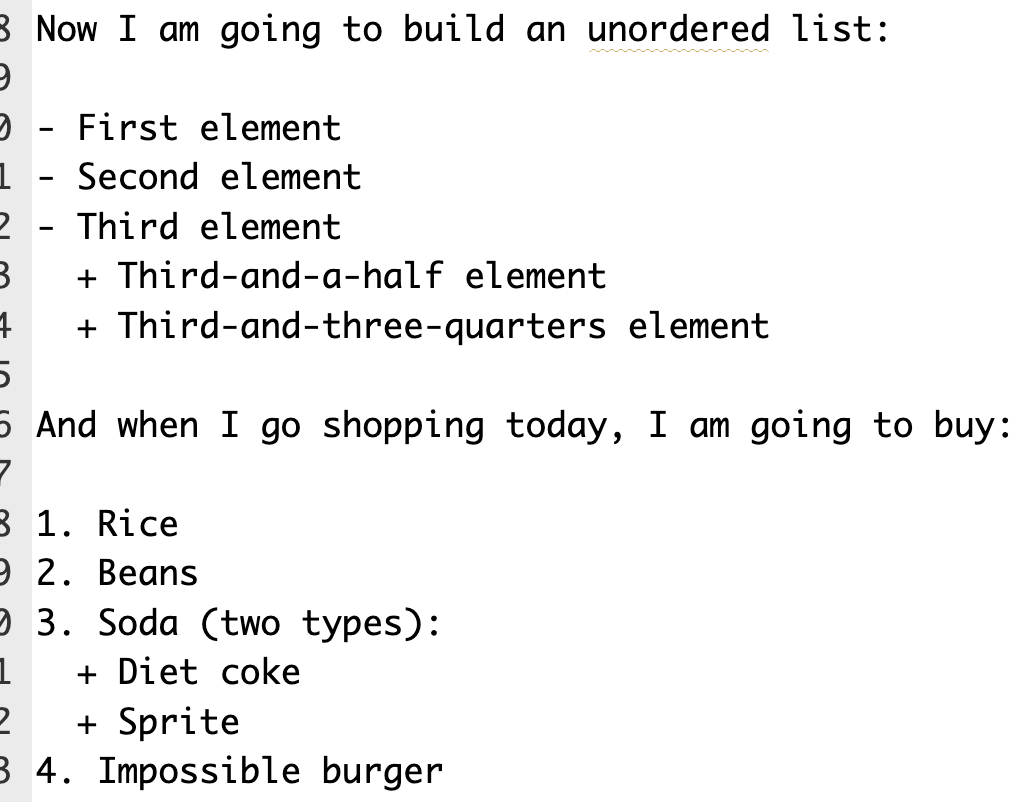 8 Now I am going to build an unordered list:
9
0 - First element
1 - Second element
2 - Third element
3   + Third-and-a-half element
4   + Third-and-three-quarters element
5
6 And when I go shopping today, I am going to buy:
7
8 1. Rice
9 2. Beans
0 3. Soda (two types):
1   + Diet coke
2   + Sprite
3 4. Impossible burger